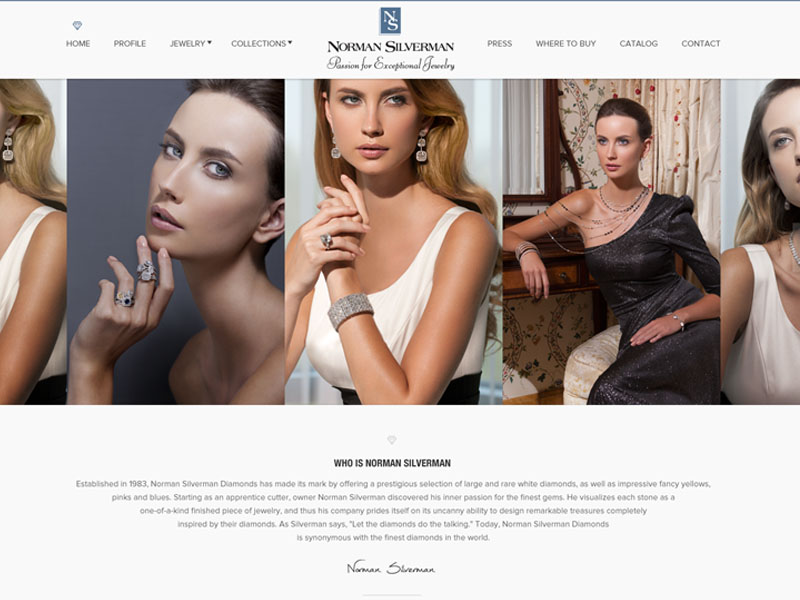 NS
HOME PROFILE JEWELRY COLLECTIONS NORMAN SILVERMAN PRESS WHERE TO BUY CATALOG CONTACT
Passion for Exceptional Jewelry
WHO IS NORMAN SILVERMAN
Established in 1983, Norman Silverman Diamonds has made its mark by offering a prestigious selection of large and rare white diamonds, as well as impressive fancy yellows,
pinks and blues. Starting as an apprentice cutter, owner Norman Silverman discovered his inner passion for the finest gems. He visualizes each stone as a
one-of-a-kind finished piece of jewelry, and thus his company prides itself on its uncanny ability to design remarkable treasures completely
inspired by their diamonds. As Silverman says, "Let the diamonds do the talking." Today, Norman Silverman Diamonds
is synonymous with the finest diamonds in the world.
Norman Silverman